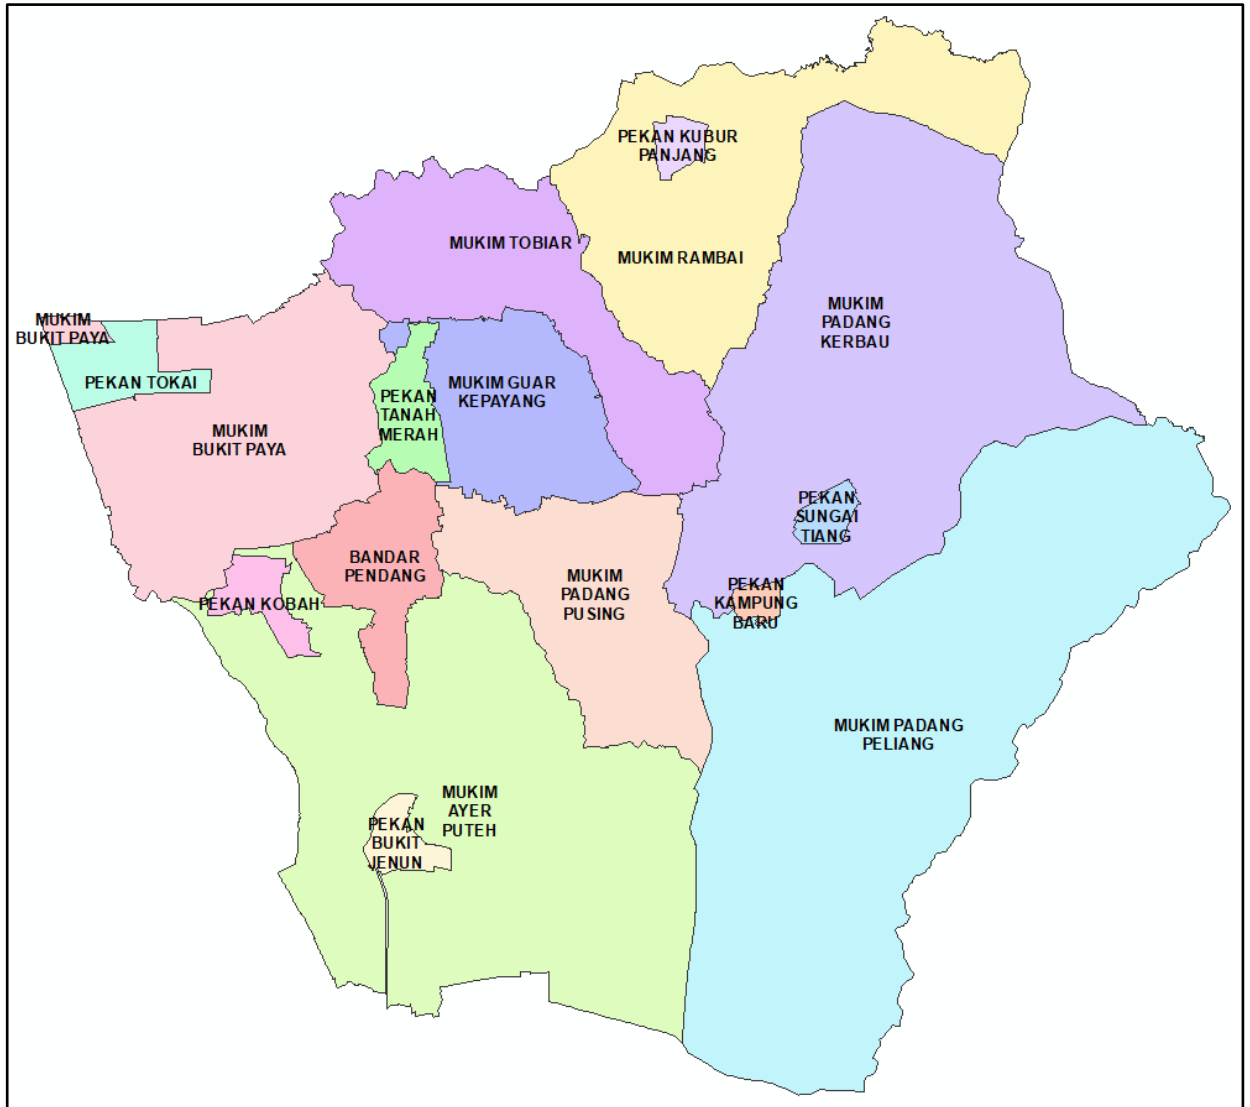 PEKAN KUBUR
PANJANG
MUKIM TOBIAR
MUKIM RAMBAI
MUKIM
PADANG
KERBAU
MUKIM
BUKIT PAYA
PEKAN TOKAI
PEKAN
TANAH
MERAH
MUKIM GUAR
KEPAYANG
MUKIM
BUKIT PAYA
PEKAN
SUNGAI
TIANG
BANDAR
PENDANG
MUKIM
PADANG
PUSING
PEKAN KOBAH
PEKAN
KAMPUNG
BARU
MUKIM PADANG
PELIANG
MUKIM
AYER
PUTEH
PEKAN
BUKIT
JENUN